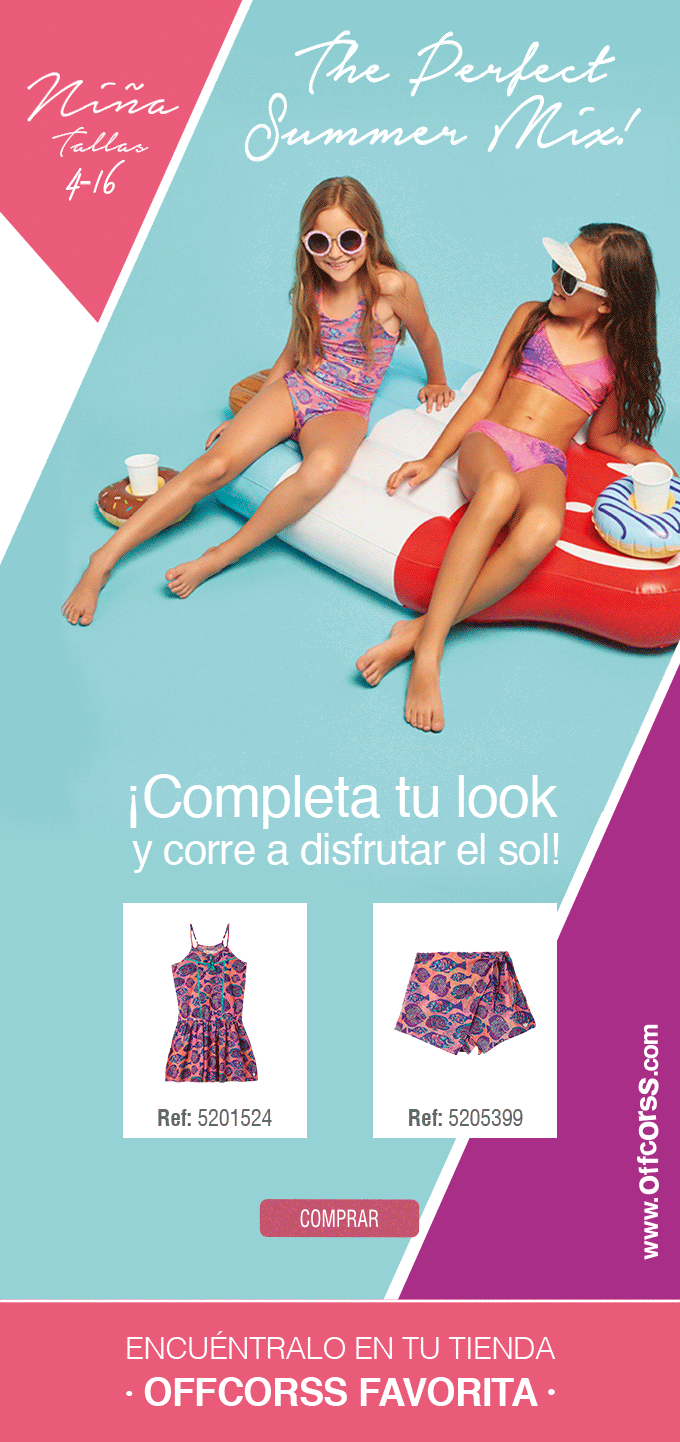 Niña
Tallas
4-16
The Perfect
Summer Mix!
¡Completa tu look
y corre a disfrutar el sol!
Ref: 5201524
Ref: 5205399
COMPRAR
www.offcorss.com
ENCUÉNTRALO EN TU TIENDA
· OFFCORSS FAVORITA ·